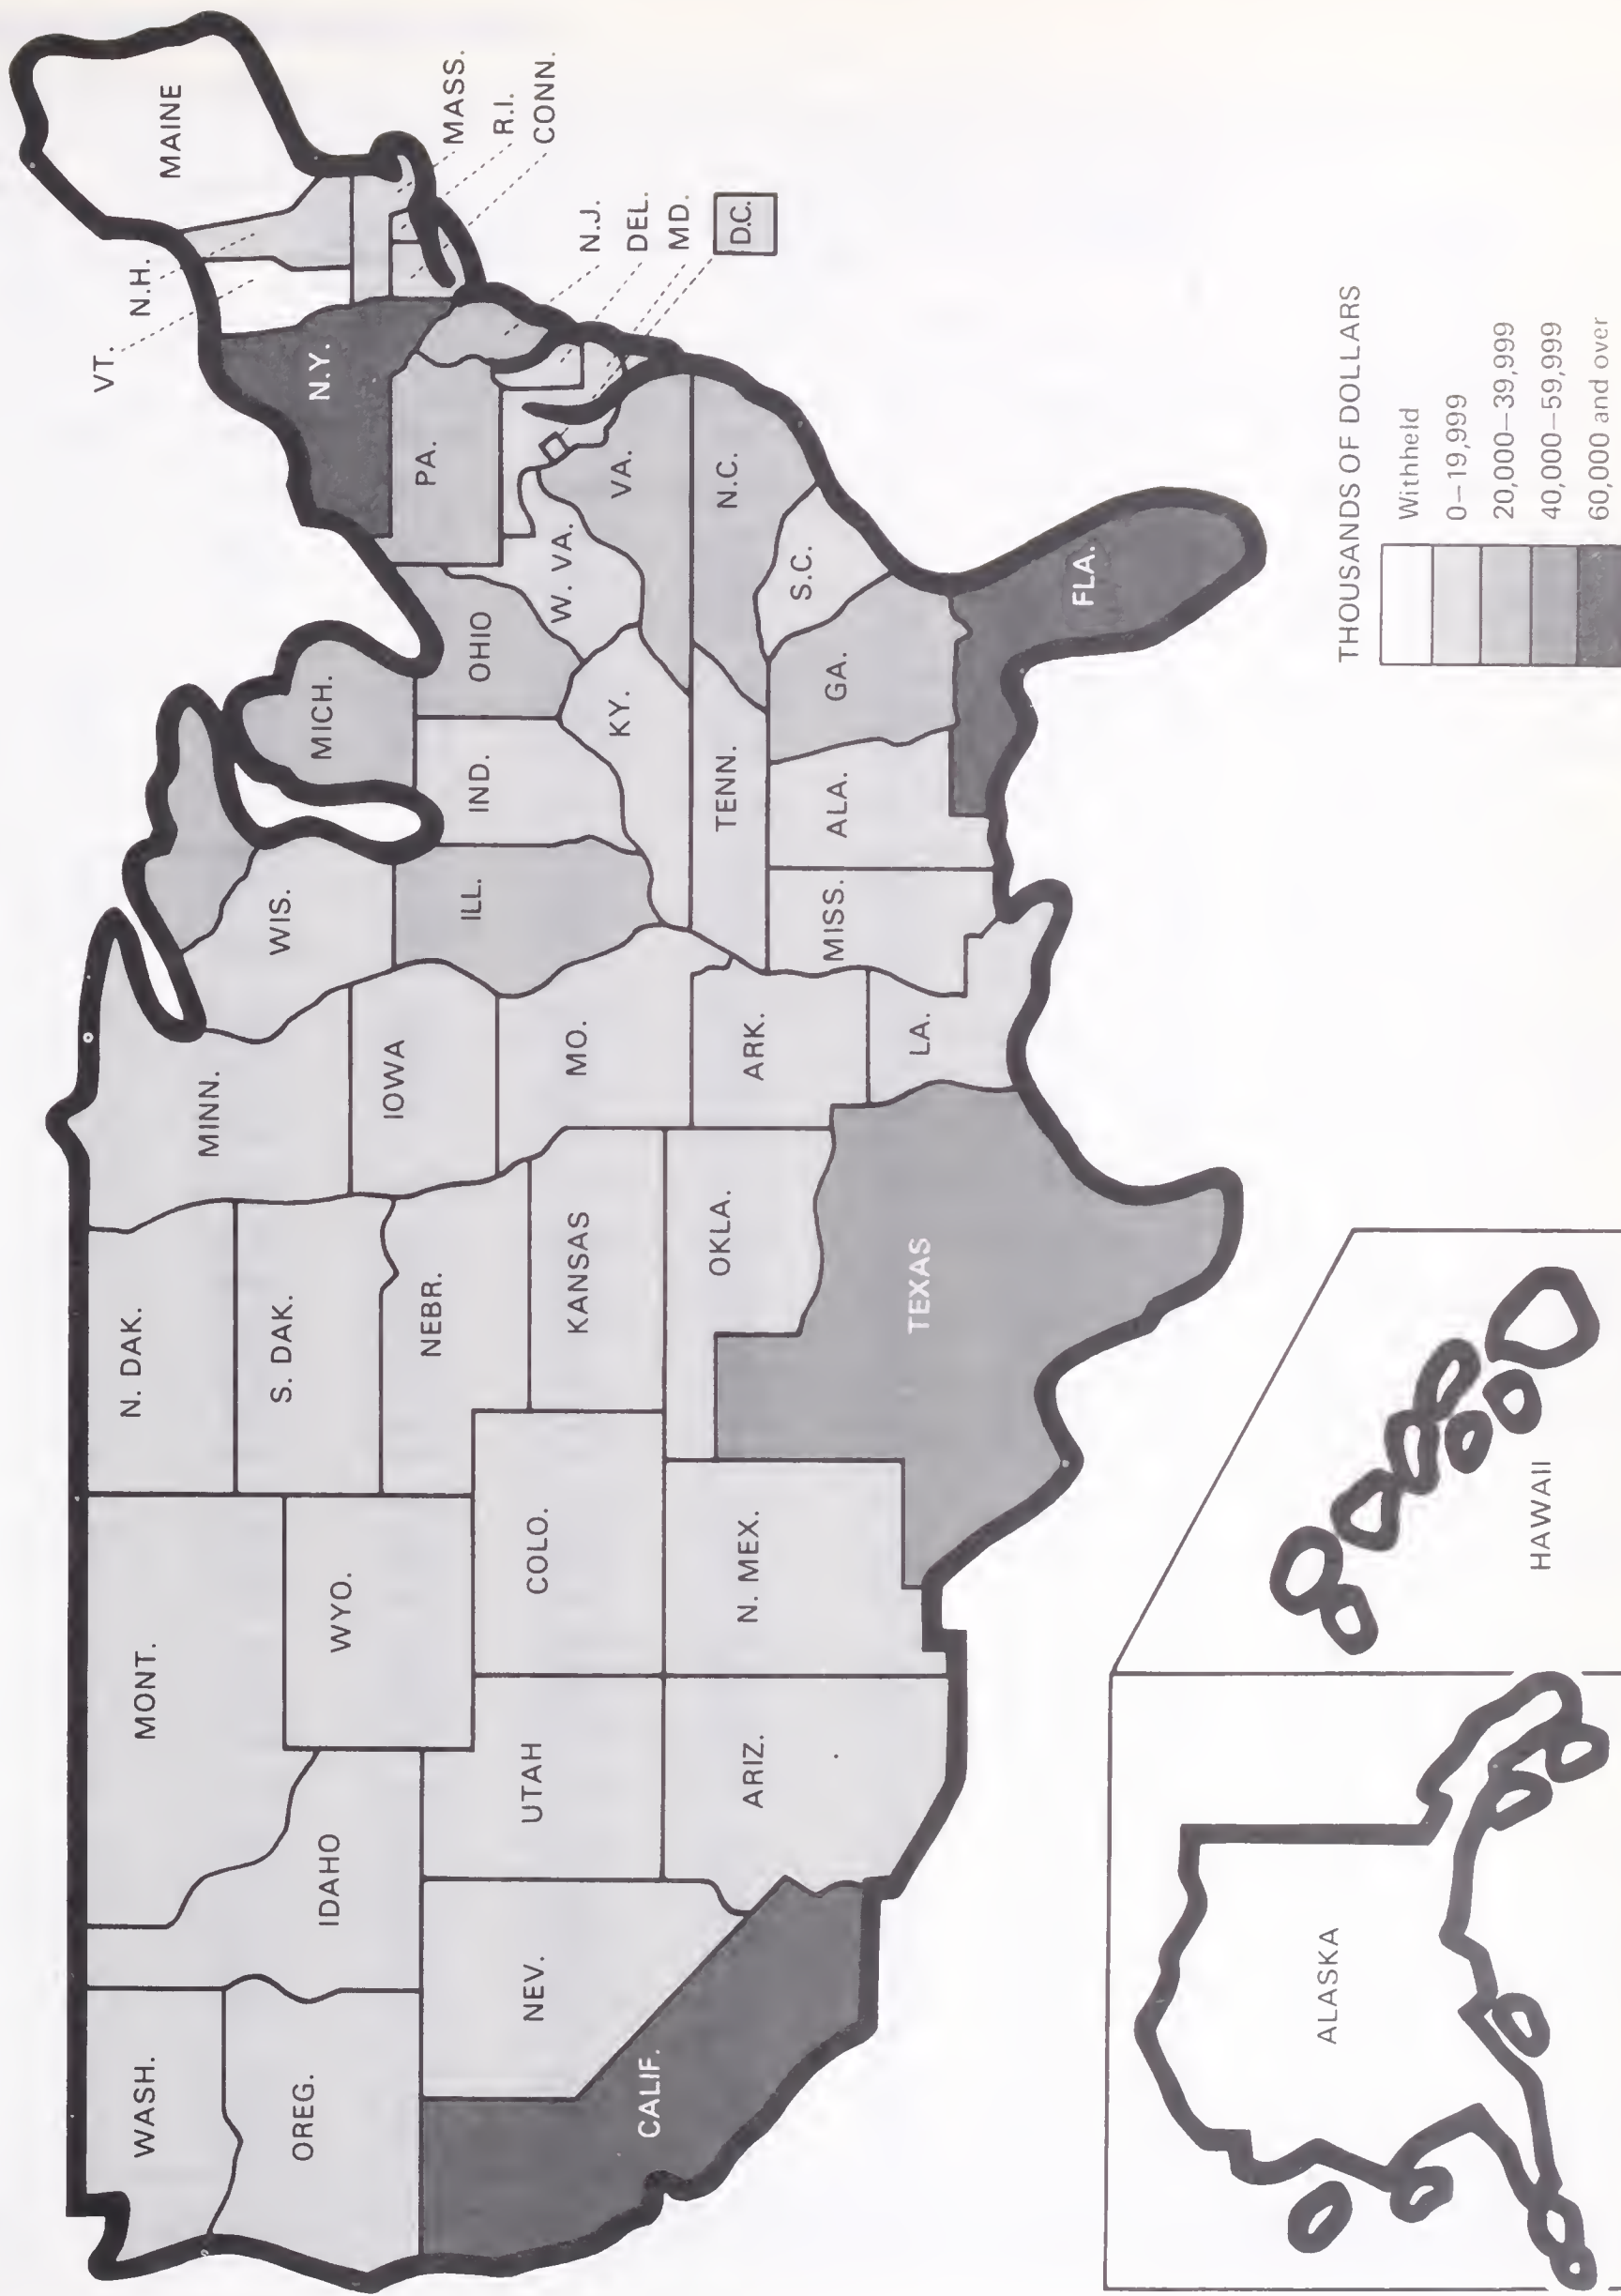 WASH.
OREG.
CALIF.
NEV.
IDAHO
MONT.
WYO.
UTAH
ARIZ.
COLO.
N. MEX.
N. DAK.
S. DAK.
NEBR.
KANSAS
OKLA.
TEXAS
MINN.
IOWA
MO.
ARK.
LA.
WIS.
ILL.
MISS.
MICH.
IND.
OHIO
KY.
TENN.
ALA.
GA.
FLA.
S.C.
N.C.
VA.
W. VA.
PA.
N.Y.
VT.
N.H.
MAINE
MASS.
R.I.
CONN.
N.J.
DEL.
MD.
D.C.
ALASKA
HAWAII
THOUSANDS OF DOLLARS
Withheld
0–19,999
20,000–39,999
40,000–59,999
60,000 and over